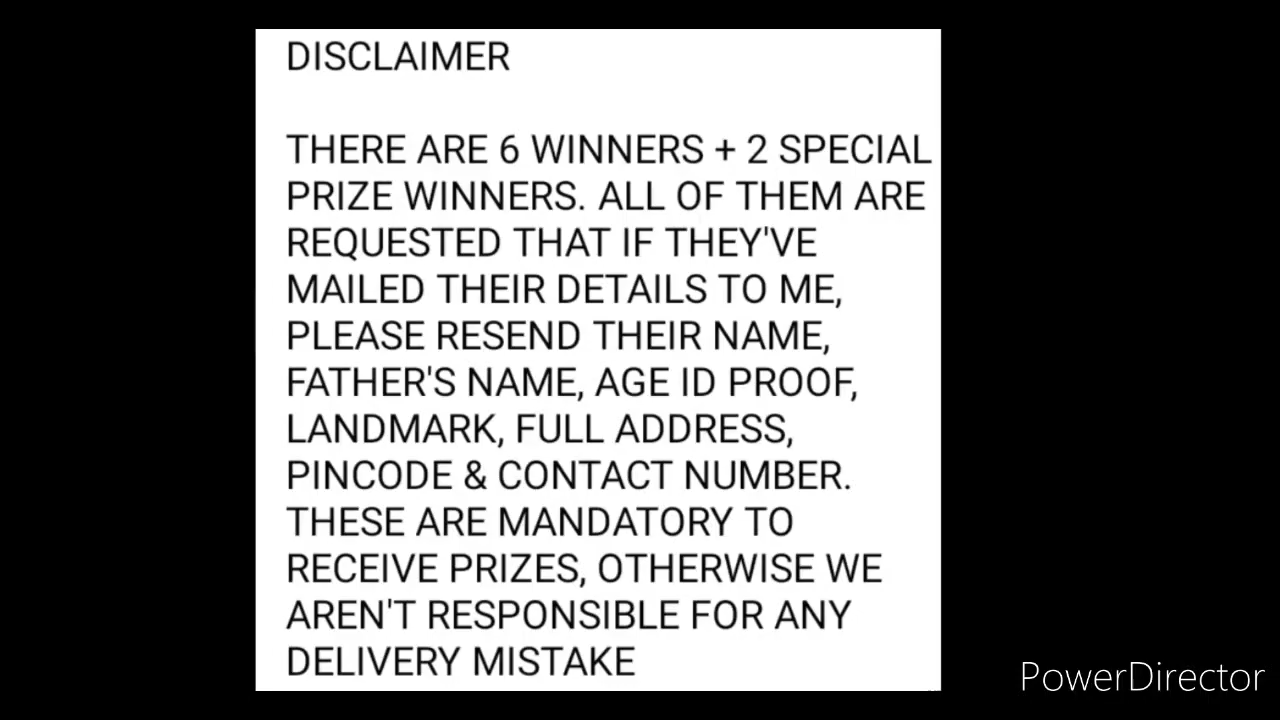 DISCLAIMER
THERE ARE 6 WINNERS + 2 SPECIAL
PRIZE WINNERS. ALL OF THEM ARE
REQUESTED THAT IF THEY'VE
MAILED THEIR DETAILS TO ME,
PLEASE RESEND THEIR NAME,
FATHER'S NAME, AGE ID PROOF,
LANDMARK, FULL ADDRESS,
PINCODE & CONTACT NUMBER.
THESE ARE MANDATORY TO
RECEIVE PRIZES, OTHERWISE WE
AREN'T RESPONSIBLE FOR ANY
DELIVERY MISTAKE
PowerDirector